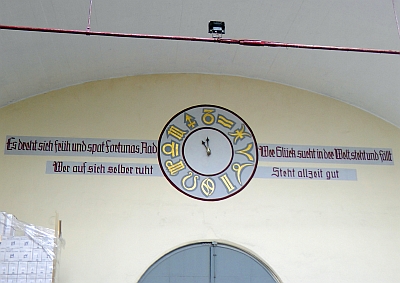 Es dreht sich früh und spat Fortunas Rad
Wer Glück sucht in der Welt, steht und fällt
Wer auf sich selber ruht
Steht allzeit gut